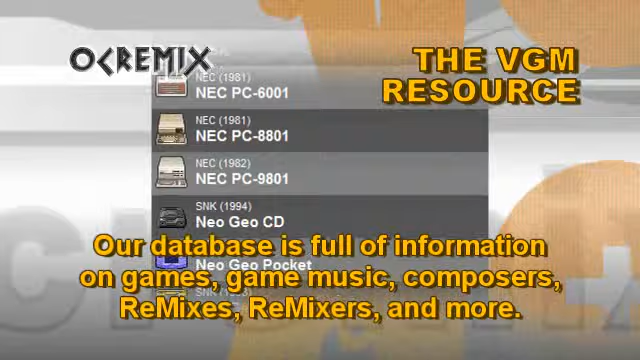 OCREMIX
THE VGM
RESOURCE
NEC (1981)
NEC PC-6001
NEC (1981)
NEC PC-8801
NEC (1982)
NEC PC-9801
SNK (1994)
Neo Geo CD
Neo Geo Pocket
Our database is full of information
on games, game music, composers,
ReMixes, ReMixers, and more.